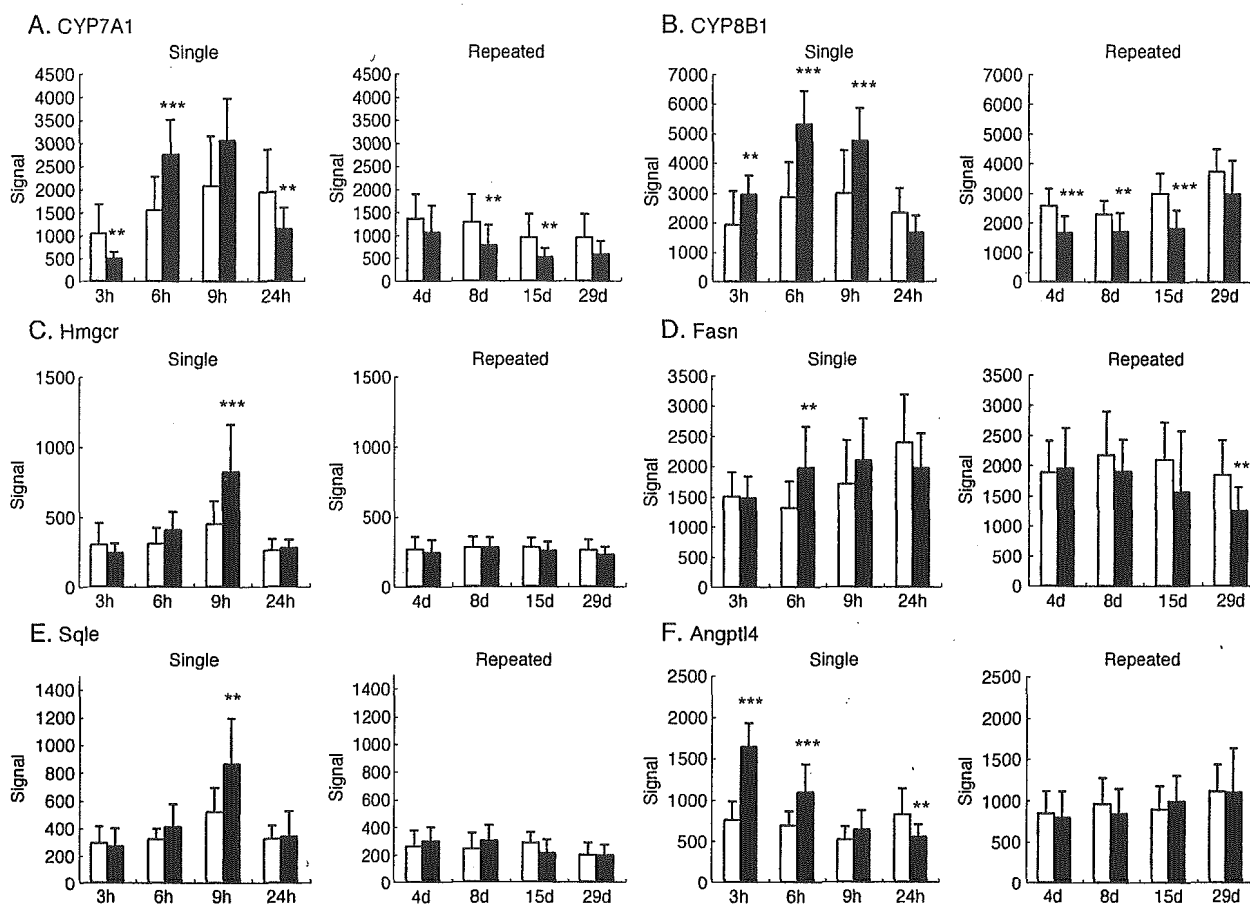 A. CYP7A1
Single
Repeated
Signal
4500
4000
3500
3000
2500
2000
1500
1000
500
0
** *** **
3h 6h 9h 24h
4500
4000
3500
3000
2500
2000
1500
1000
500
0
** **
4d 8d 15d 29d
B. CYP8B1
Single
Repeated
Signal
7000
6000
5000
4000
3000
2000
1000
0
** *** ***
3h 6h 9h 24h
Signal
7000
6000
5000
4000
3000
2000
1000
0
*** ** ***
4d 8d 15d 29d
C. Hmgcr
Single
Repeated
Signal
1500
1000
500
0
***
3h 6h 9h 24h
Signal
1500
1000
500
0
4d 8d 15d 29d
D. Fasn
Single
Repeated
Signal
3500
3000
2500
2000
1500
1000
500
0
**
3h 6h 9h 24h
Signal
3500
3000
2500
2000
1500
1000
500
0
**
4d 8d 15d 29d
E. Sqle
Single
Repeated
Signal
1400
1200
1000
800
600
400
200
0
**
3h 6h 9h 24h
Signal
1400
1200
1000
800
600
400
200
0
4d 8d 15d 29d
F. Angptl4
Single
Repeated
Signal
2500
2000
1500
1000
500
0
*** *** **
3h 6h 9h 24h
Signal
2500
2000
1500
1000
500
0
4d 8d 15d 29d